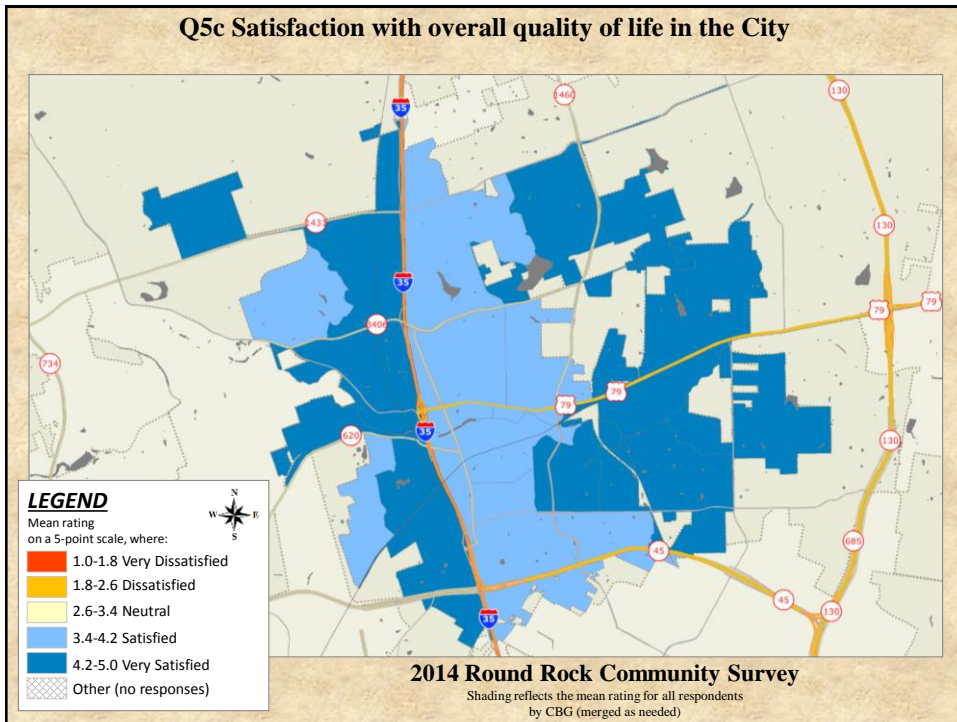 Q5c Satisfaction with overall quality of life in the City
35
1460
130
1431
130
35
3406
79
79
734
79
79
620
35
130
45
685
45
130
35
LEGEND
Mean rating
on a 5-point scale, where:
N
W E
S
1.0-1.8 Very Dissatisfied
1.8-2.6 Dissatisfied
2.6-3.4 Neutral
3.4-4.2 Satisfied
4.2-5.0 Very Satisfied
Other (no responses)
2014 Round Rock Community Survey
Shading reflects the mean rating for all respondents
by CBG (merged as needed)